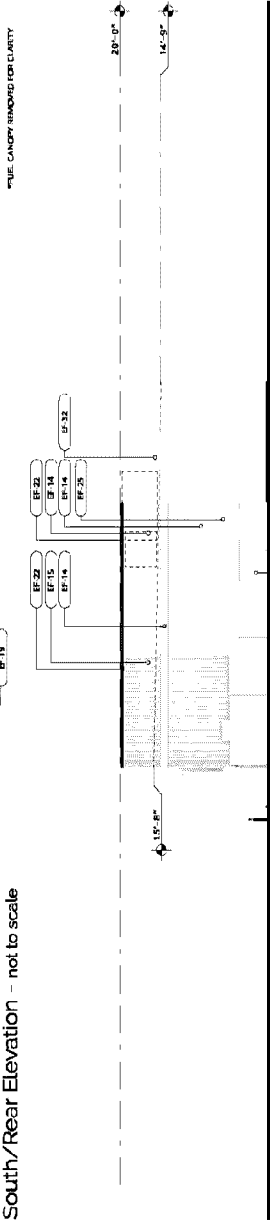 EF-19
South/Rear Elevation - not to scale
*FUEL CANOPY REMOVED FOR CLARITY
EF-22
EF-15
EF-14
EF-22
EF-14
EF-14
EF-25
EF-32
20'-0"
15'-8"
14'-9"